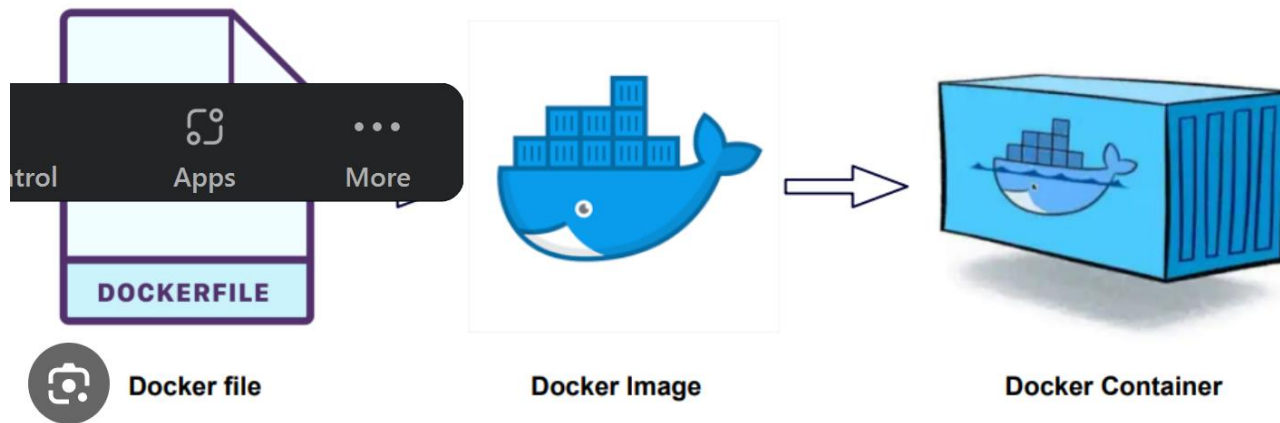 ntrol
Apps
More
DOCKERFILE
Docker file
Docker Image
Docker Container